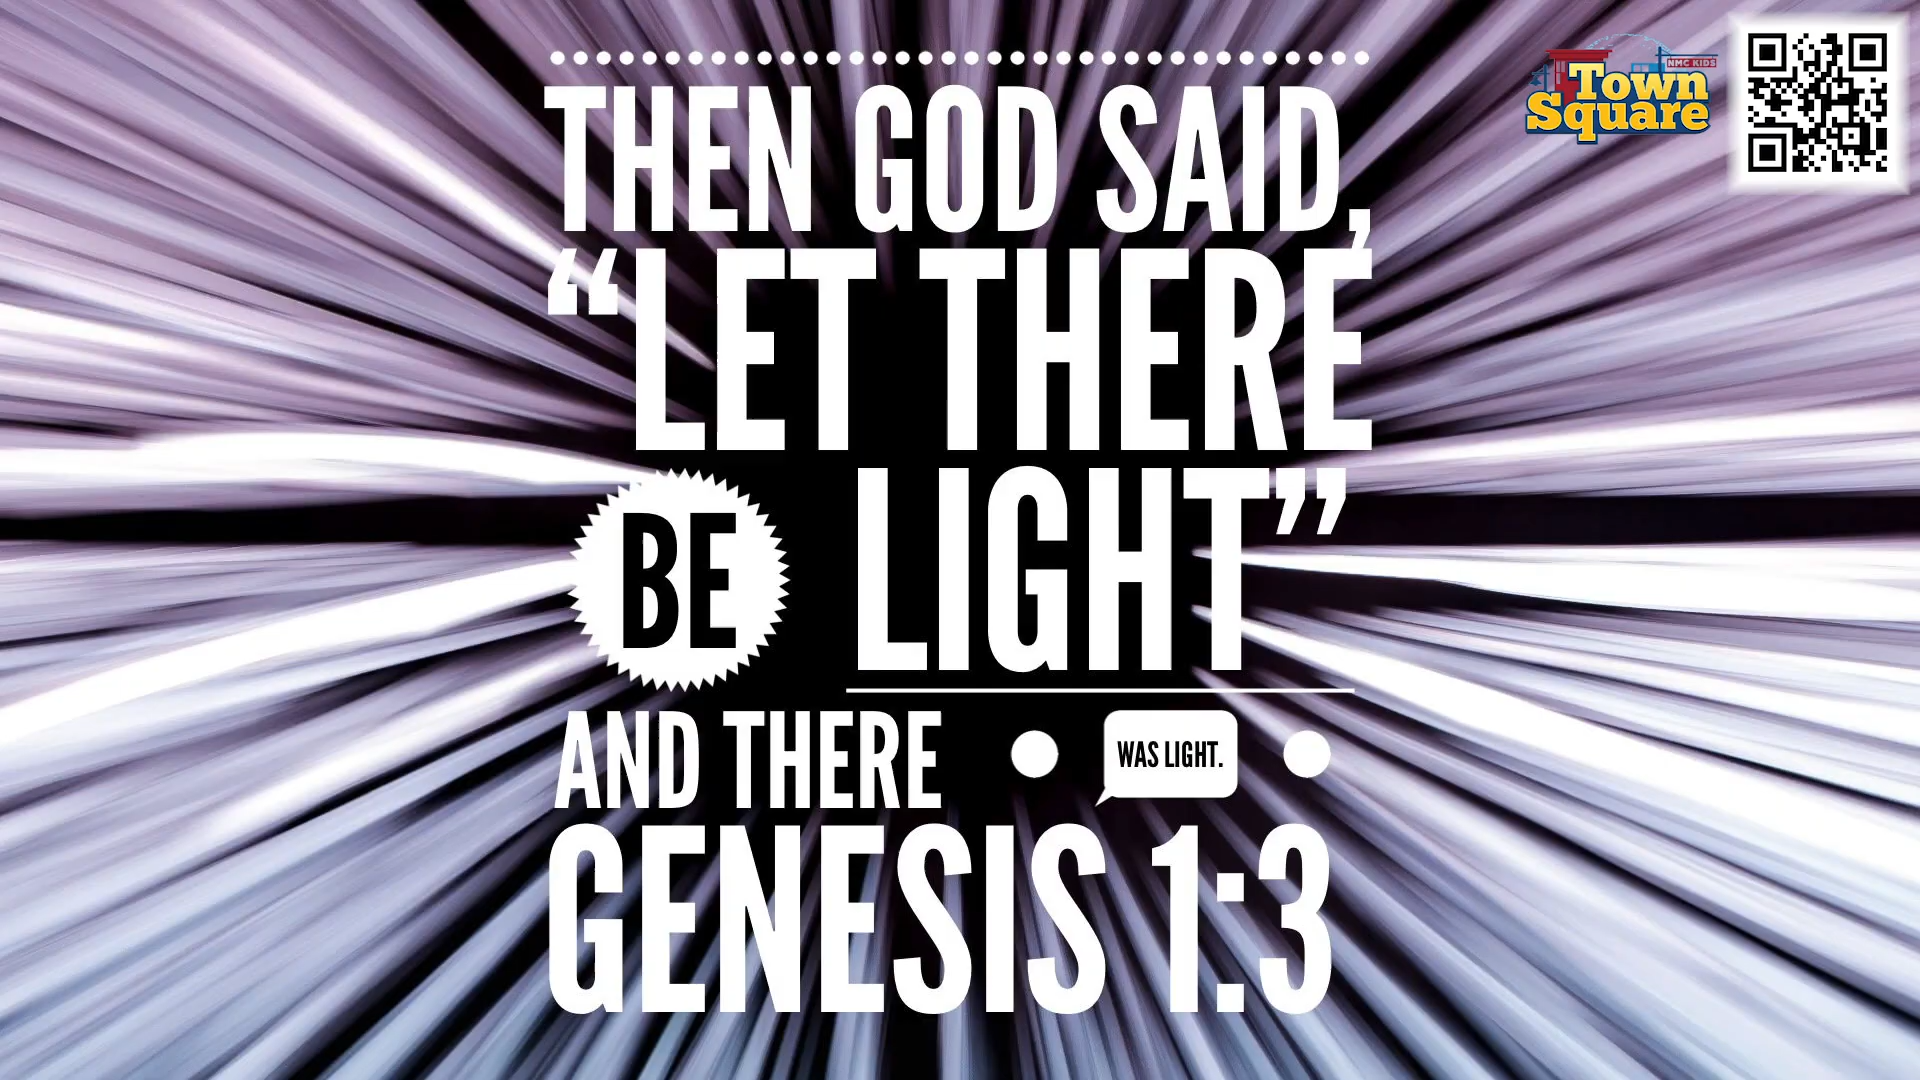 THEN GOD SAID,
“LET THERE
BE LIGHT”
AND THERE WAS LIGHT.
GENESIS 1:3
NMC KIDS
Town
Square